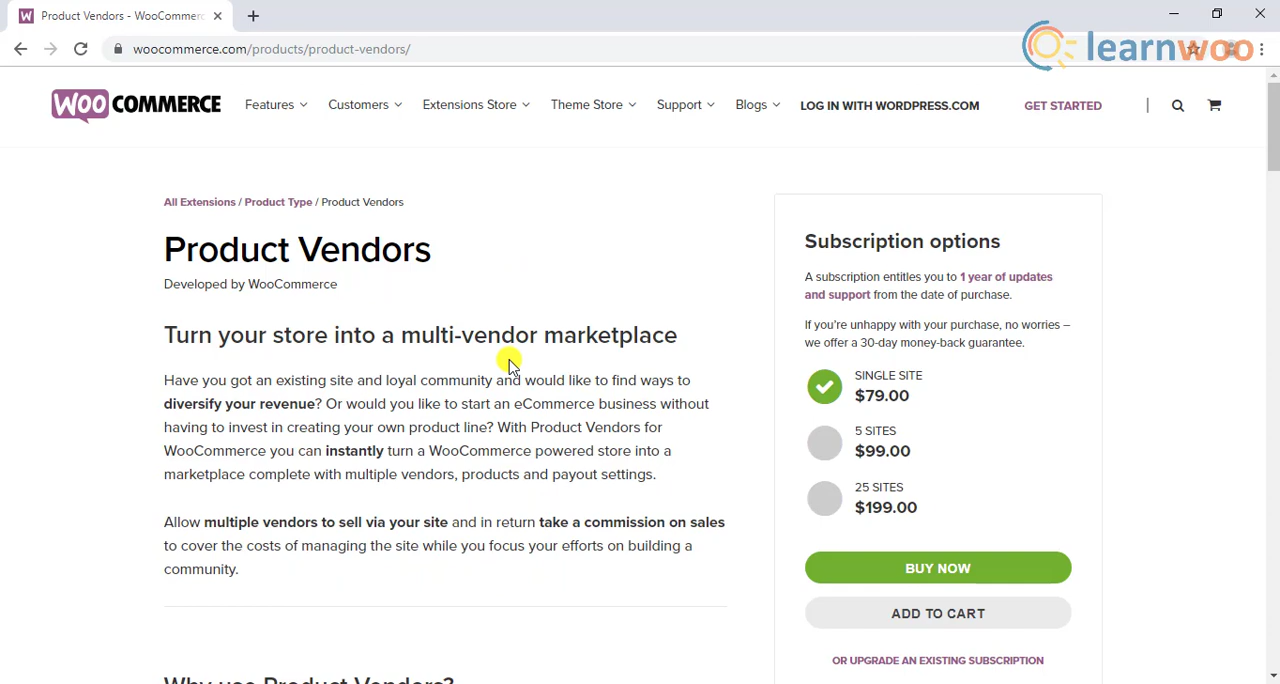 Product Vendors - WooCommerc
woocommerce.com/products/product-vendors/
learnwoo
WOO COMMERCE
Features
Customers
Extensions Store
Theme Store
Support
Blogs
LOG IN WITH WORDPRESS.COM
GET STARTED
All Extensions / Product Type / Product Vendors
Product Vendors
Developed by WooCommerce
Turn your store into a multi-vendor marketplace
Have you got an existing site and loyal community and would like to find ways to
diversify your revenue? Or would you like to start an eCommerce business without
having to invest in creating your own product line? With Product Vendors for
WooCommerce you can instantly turn a WooCommerce powered store into a
marketplace complete with multiple vendors, products and payout settings.
Allow multiple vendors to sell via your site and in return take a commission on sales
to cover the costs of managing the site while you focus your efforts on building a
community.
Why use Product Vendors?
Subscription options
A subscription entitles you to 1 year of updates
and support from the date of purchase.
If you're unhappy with your purchase, no worries –
we offer a 30-day money-back guarantee.
SINGLE SITE
$79.00
5 SITES
$99.00
25 SITES
$199.00
BUY NOW
ADD TO CART
OR UPGRADE AN EXISTING SUBSCRIPTION